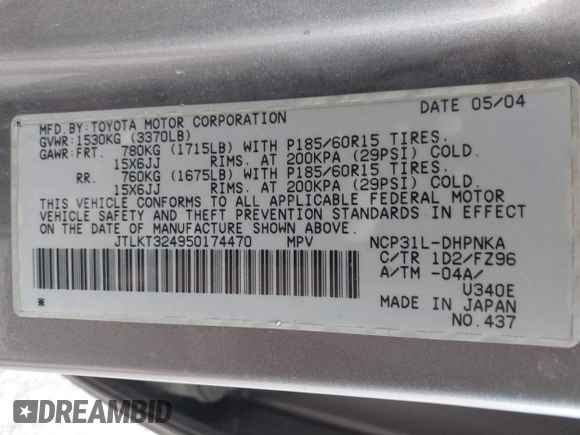 MFD.BY:TOYOTA MOTOR CORPORATION DATE 05/04
GVWR:1530KG (3370LB)
GAWR:FRT. 780KG (1715LB) WITH P185/60R15 TIRES.
15X6JJ RIMS. AT 200KPA (29PSI) COLD.
RR. 760KG (1675LB) WITH P185/60R15 TIRES.
15X6JJ RIMS. AT 200KPA (29PSI) COLD.
THIS VEHICLE CONFORMS TO ALL APPLICABLE FEDERAL MOTOR
VEHICLE SAFETY AND THEFT PREVENTION STANDARDS IN EFFECT
ON THE DATE OF MANUFACTURE SHOWN ABOVE.
JTLKT324950174470 MPV NCP31L-DHPNKA
C/TR 1D2/FZ96
A/TM -04A/
U340E
MADE IN JAPAN
NO.437
DREAMBID